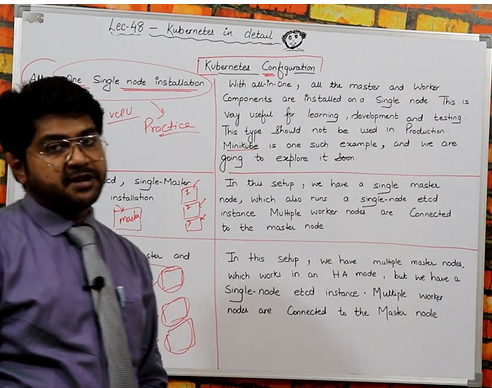 Lec-48 - Kubernetes in detail
Kubernetes Configuration
One Single node installation
vCPU
Practice
With all-in-One, all the master and Worker
Components are installed on a Single node This is
very useful for learning, development and testing.
This type Should not be used in Production
Minikube is one such example, and we are
going to explore it soon.
cd, single-Master
installation
master
1
2
3
In this setup, we have a single master
node, which also runs a single-node etcd
instance Multiple worker nodes are Connected
to the master node
ster and
In this setup, we have multiple master nodes,
which works in an HA mode, but we have a
Single-node etcd instance. Multiple worker
nodes are Connected to the Master node.